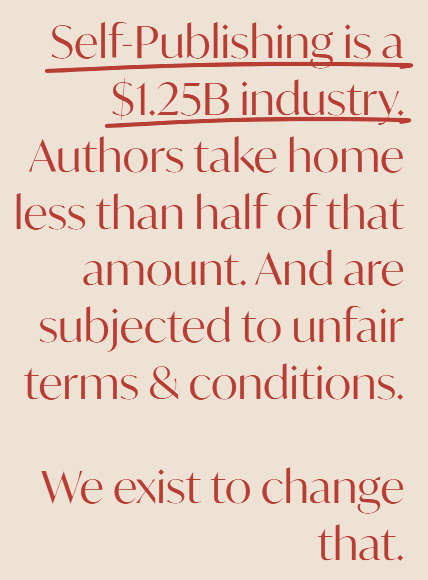 Self-Publishing is a
$1.25B industry.
Authors take home
less than half of that
amount. And are
subjected to unfair
terms & conditions.
We exist to change
that.